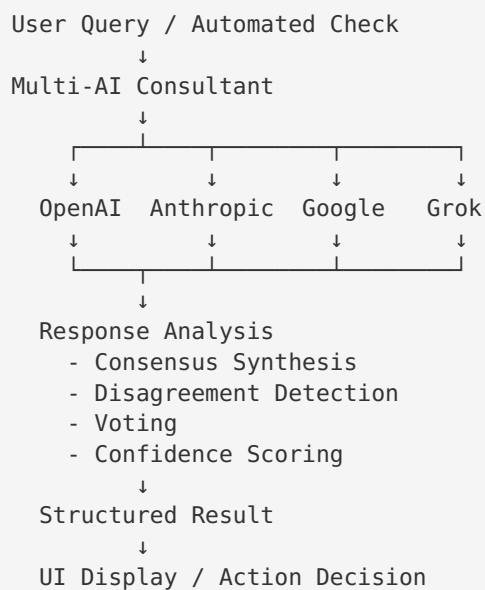 User Query / Automated Check
↓
Multi-AI Consultant
↓
┌─────┴────┬─────────┬─────────┐
↓ ↓ ↓ ↓
OpenAI Anthropic Google Grok
↓ ↓ ↓ ↓
└─────┬────┴─────────┴─────────┘
↓
Response Analysis
- Consensus Synthesis
- Disagreement Detection
- Voting
- Confidence Scoring
↓
Structured Result
↓
UI Display / Action Decision